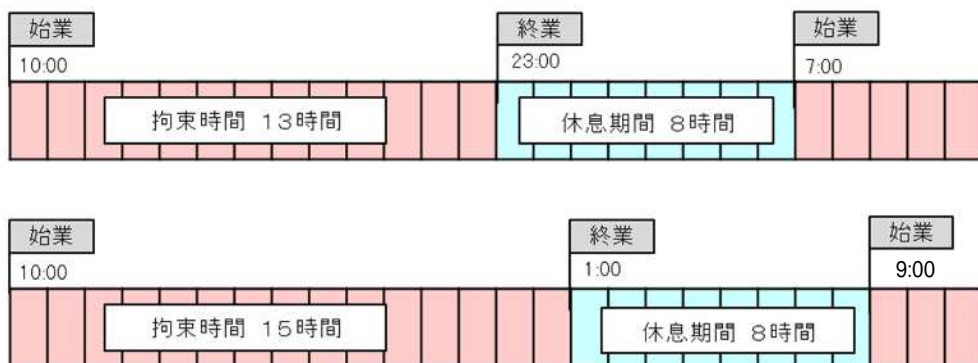 始業 終業 始業
10:00 23:00 7:00
拘束時間 13時間 休息期間 8時間
始業 終業 始業
10:00 1:00 9:00
拘束時間 15時間 休息期間 8時間